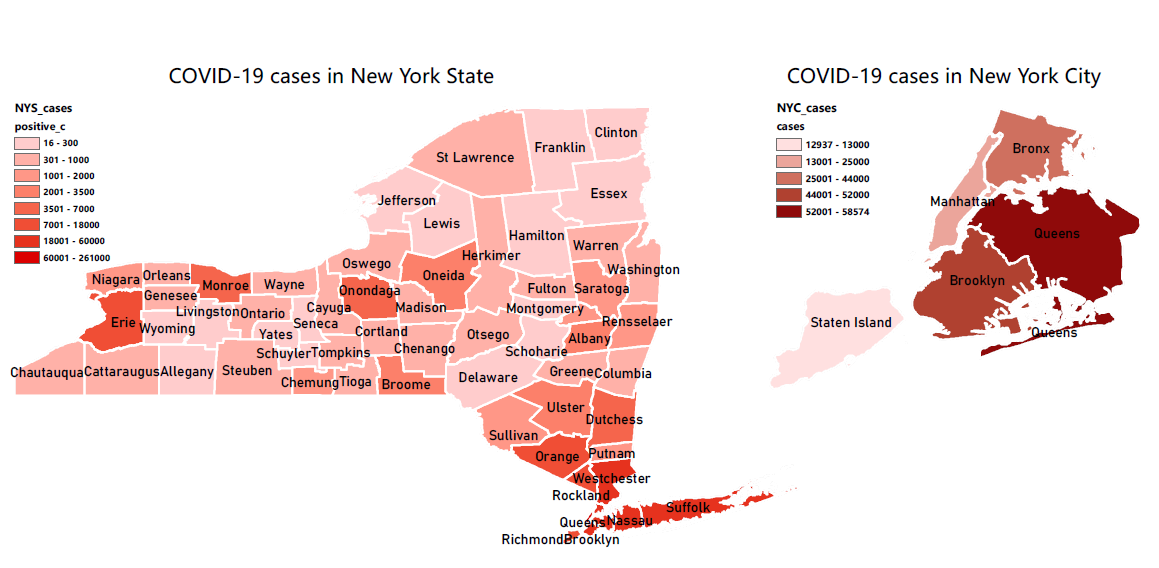 COVID-19 cases in New York State
NYS_cases
positive_c
16 - 300
301 - 1000
1001 - 2000
2001 - 3500
3501 - 7000
7001 - 18000
18001 - 60000
60001 - 261000
Clinton
Franklin
St Lawrence
Essex
Jefferson
Lewis
Hamilton
Warren
Herkimer
Oswego
Washington
Oneida
Niagara
Orleans
Monroe
Wayne
Onondaga
Fulton
Saratoga
Genesee
Cayuga
Madison
Montgomery
Livingston
Ontario
Erie
Wyoming
Seneca
Rensselaer
Yates
Cortland
Otsego
Albany
Schuyler
Tompkins
Chenango
Schoharie
Chautauqua
Cattaraugus
Allegany
Steuben
Chemung
Tioga
Broome
Delaware
Greene
Columbia
Ulster
Dutchess
Sullivan
Orange
Putnam
Westchester
Rockland
Suffolk
Queens
Nassau
Richmond
Brooklyn
COVID-19 cases in New York City
NYC_cases
cases
12937 - 13000
13001 - 25000
25001 - 44000
44001 - 52000
52001 - 58574
Bronx
Manhattan
Queens
Brooklyn
Staten Island
Queens